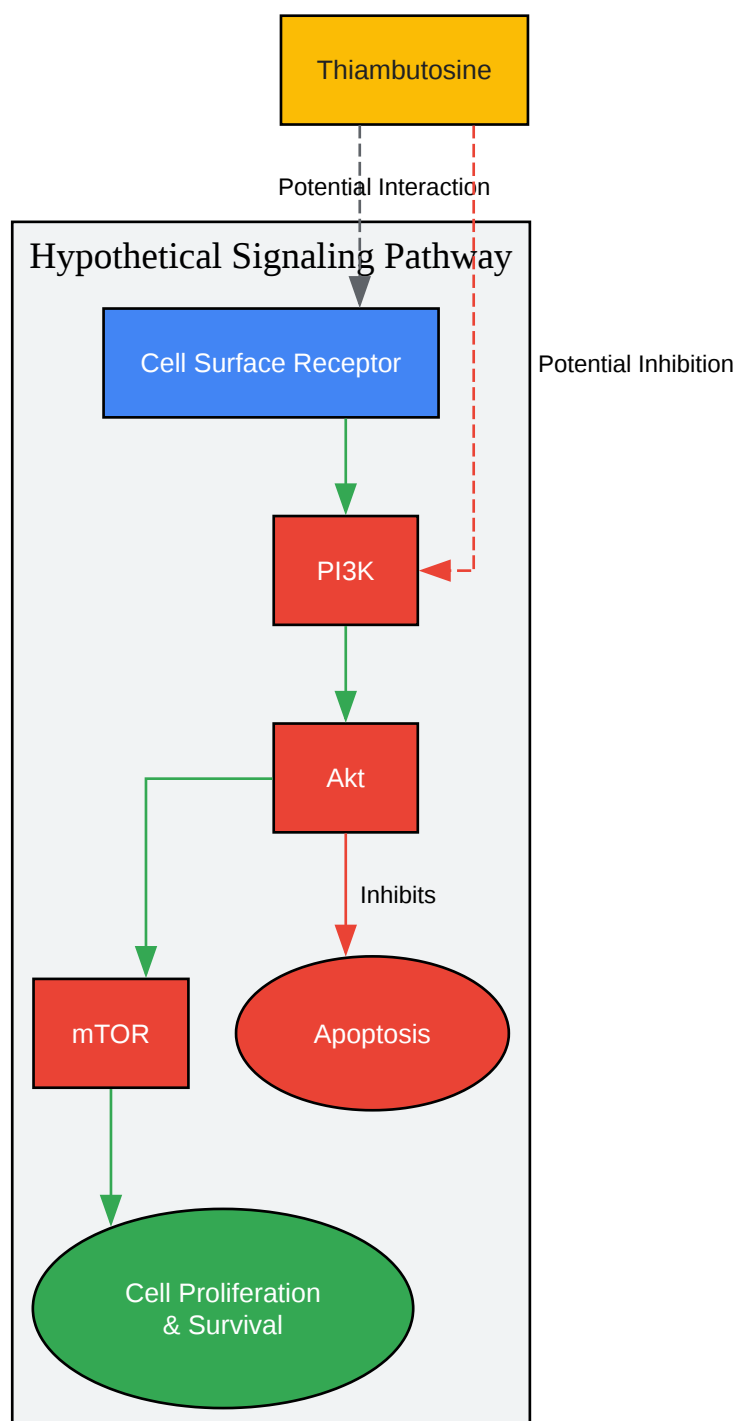 Thiambutosine
Potential Interaction
Hypothetical Signaling Pathway
Cell Surface Receptor
Potential Inhibition
PI3K
Akt
Inhibits
mTOR
Apoptosis
Cell Proliferation
& Survival